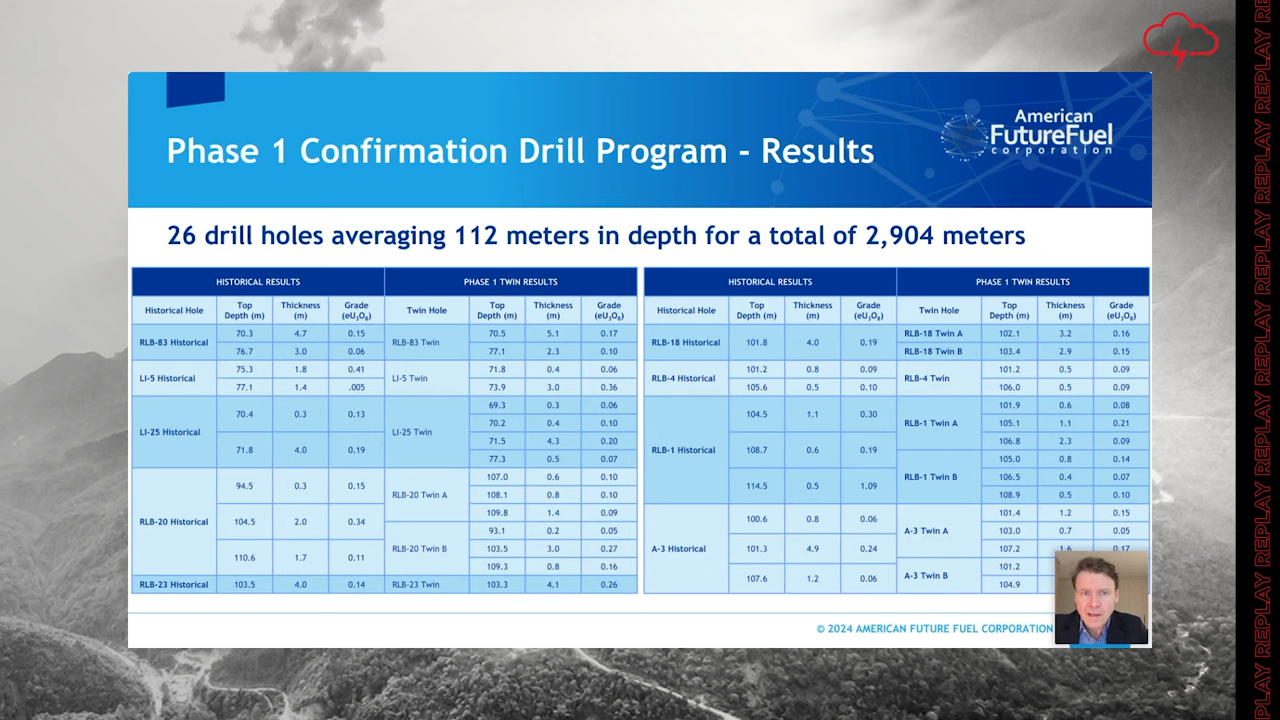 American
FutureFuel
corporation
Phase 1 Confirmation Drill Program - Results
26 drill holes averaging 112 meters in depth for a total of 2,904 meters
HISTORICAL RESULTS PHASE 1 TWIN RESULTS
Historical Hole Top Depth (m) Thickness (m) Grade (eU₃O₈) Twin Hole Top Depth (m) Thickness (m) Grade (eU₃O₈)
RLB-83 Historical 70.3 4.7 0.15 RLB-83 Twin 70.5 5.1 0.17
76.7 3.0 0.06 77.1 2.3 0.10
LI-5 Historical 75.3 1.8 0.41 LI-5 Twin 71.8 0.4 0.06
77.1 1.4 .005 73.9 3.0 0.36
LI-25 Historical 70.4 0.3 0.13 LI-25 Twin 69.3 0.3 0.06
70.2 0.4 0.10
71.8 4.0 0.19 71.5 4.3 0.20
77.3 0.5 0.07
RLB-20 Historical 94.5 0.3 0.15 RLB-20 Twin A 107.0 0.6 0.10
108.1 0.8 0.10
104.5 2.0 0.34 109.8 1.4 0.09
RLB-20 Twin B 93.1 0.2 0.05
110.6 1.7 0.11 103.5 3.0 0.27
109.3 0.8 0.16
RLB-23 Historical 103.5 4.0 0.14 RLB-23 Twin 103.3 4.1 0.26
HISTORICAL RESULTS PHASE 1 TWIN RESULTS
Historical Hole Top Depth (m) Thickness (m) Grade (eU₃O₈) Twin Hole Top Depth (m) Thickness (m) Grade (eU₃O₈)
RLB-18 Historical 101.8 4.0 0.19 RLB-18 Twin A 102.1 3.2 0.16
RLB-18 Twin B 103.4 2.9 0.15
RLB-4 Historical 101.2 0.8 0.09 RLB-4 Twin 101.2 0.5 0.09
105.6 0.5 0.10 106.0 0.5 0.09
RLB-1 Historical 104.5 1.1 0.30 RLB-1 Twin A 101.9 0.6 0.08
105.1 1.1 0.21
108.7 0.6 0.19 106.8 2.3 0.09
RLB-1 Twin B 105.0 0.8 0.14
114.5 0.5 1.09 106.5 0.4 0.07
108.9 0.5 0.10
A-3 Historical 100.6 0.8 0.06 A-3 Twin A 101.4 1.2 0.15
103.0 0.7 0.05
101.3 4.9 0.24 107.2 1.6 0.17
107.6 1.2 0.06 A-3 Twin B 101.2
104.9
© 2024 AMERICAN FUTURE FUEL CORPORATION
REPLAY REPLAY REPLAY REPLAY REPLAY REPLAY REPLAY REPLAY